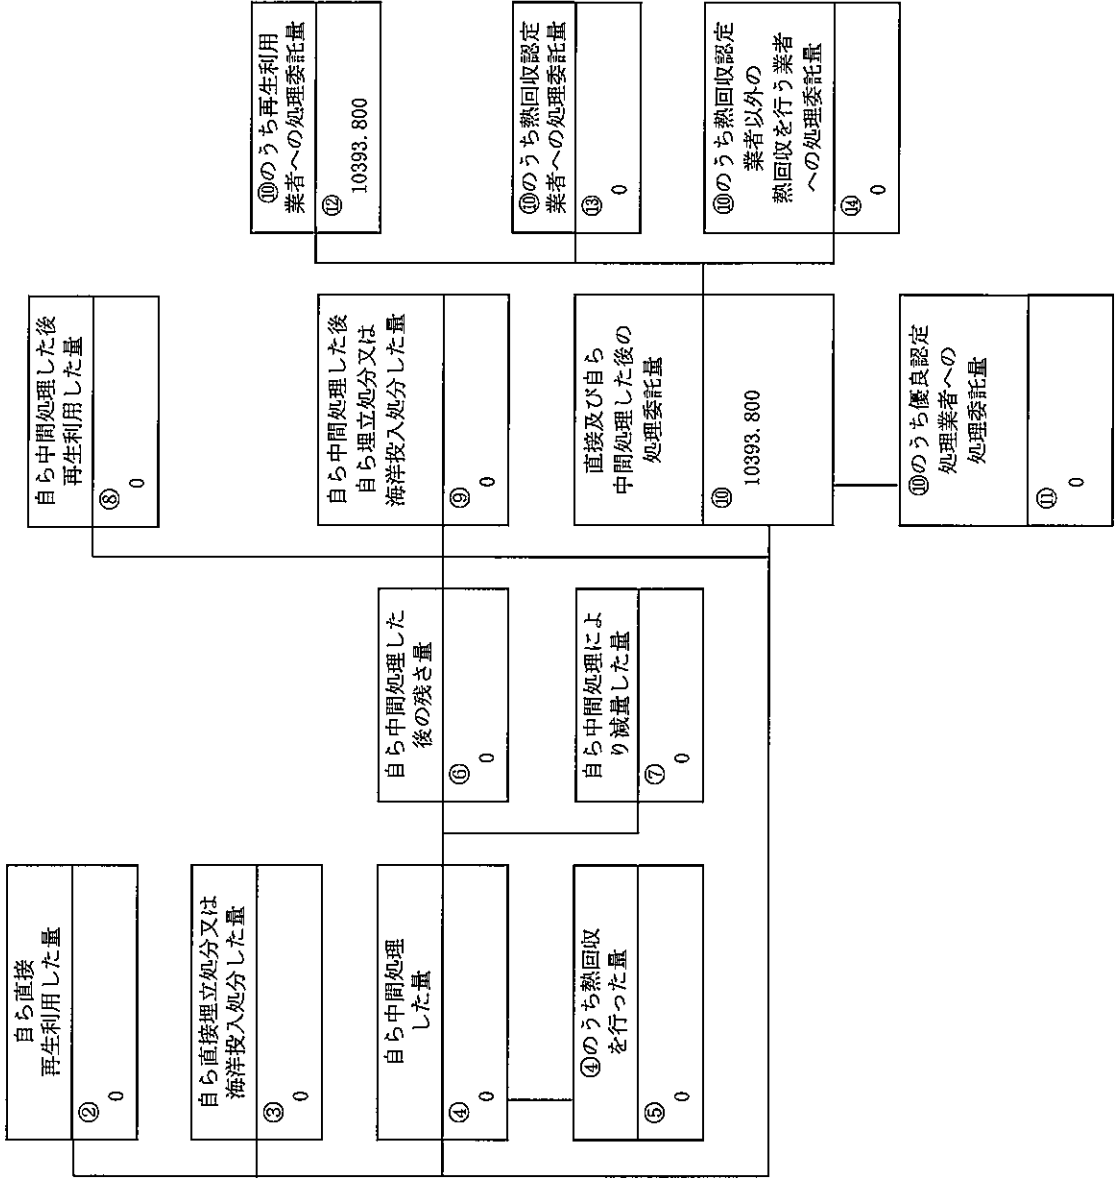 自ら直接
再生利用した量
②
0
自ら直接埋立処分又は
海洋投入処分した量
③
0
自ら中間処理
した量
④
0
④のうち熱回収
を行った量
⑤
0
自ら中間処理した
後の残さ量
⑥
0
自ら中間処理によ
り減量した量
⑦
0
自ら中間処理した後
再生利用した量
⑧
0
自ら中間処理した後
自ら埋立処分又は
海洋投入処分した量
⑨
0
直接及び自ら
中間処理した後の
処理委託量
⑩
10393.800
⑩のうち優良認定
処理業者への
処理委託量
⑪
0
⑩のうち再生利用
業者への処理委託量
⑫
10393.800
⑩のうち熱回収認定
業者への処理委託量
⑬
0
⑩のうち熱回収認定
業者以外の
熱回収を行う業者
への処理委託量
⑭
0